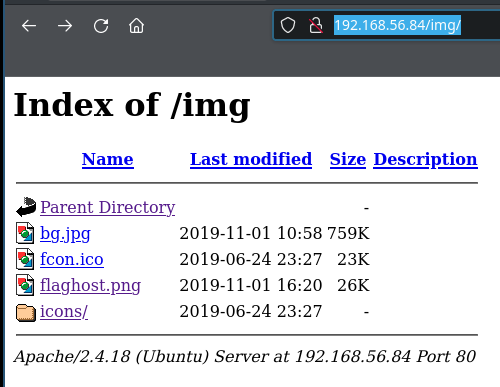 192.168.56.84/img/
Index of /img
Name Last modified Size Description
Parent Directory -
bg.jpg 2019-11-01 10:58 759K
fcon.ico 2019-06-24 23:27 23K
flaghost.png 2019-11-01 16:20 26K
icons/ 2019-06-24 23:27 -
Apache/2.4.18 (Ubuntu) Server at 192.168.56.84 Port 80